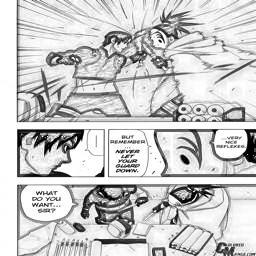 ...VERY
NICE
REFLEXES.
BUT
REMEMBER
...
NEVER
LET YOUR
GUARD
DOWN.
WHAT
DO YOU
WANT...
SIR?